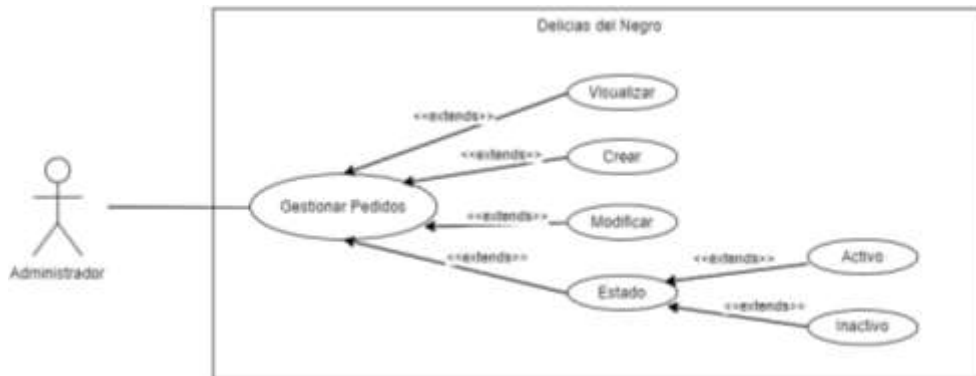 Delicias del Negro
Visualizar
<<extends>>
<<extends>>
Crear
Gestionar Pedidos
<<extends>>
Modificar
<<extends>>
<<extends>>
Activo
Administrador
Estado
<<extends>>
Inactivo